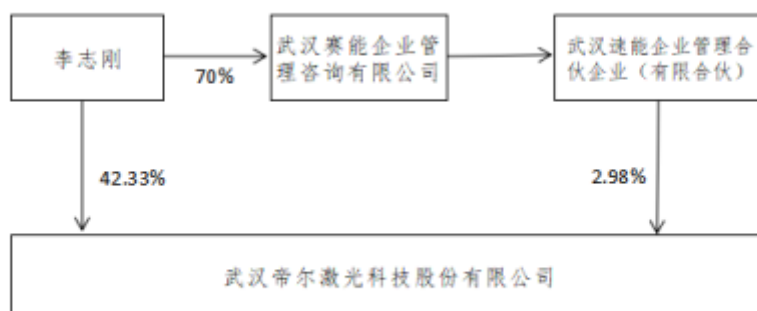 李志刚
70%
武汉赛能企业管
理咨询有限公司
武汉速能企业管理合
伙企业（有限合伙）
42.33%
2.98%
武汉帝尔激光科技股份有限公司